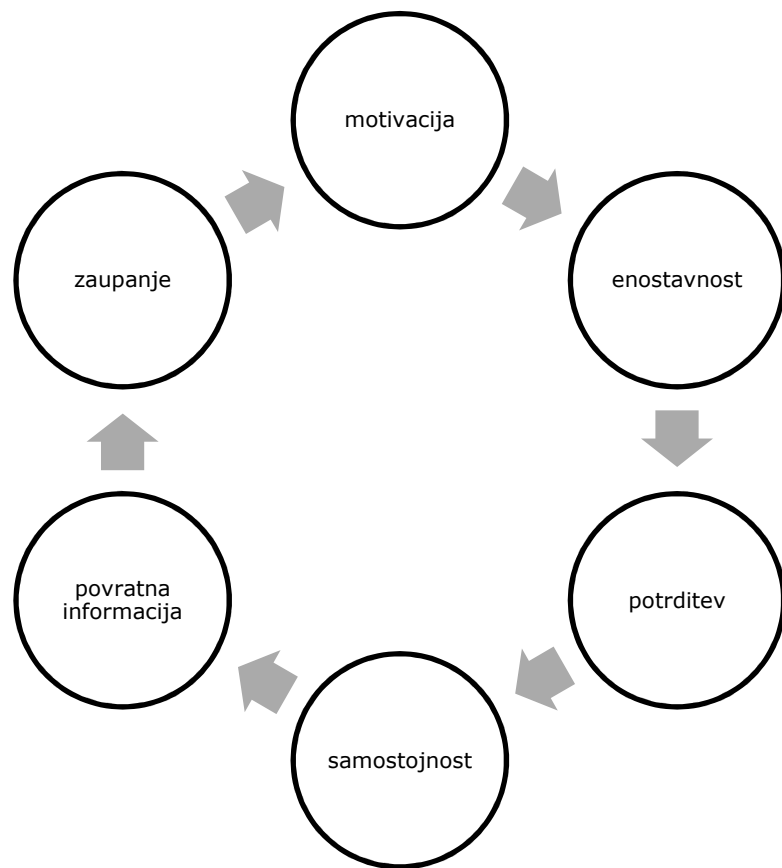 motivacija
enostavnost
potrditev
samostojnost
povratna
informacija
zaupanje